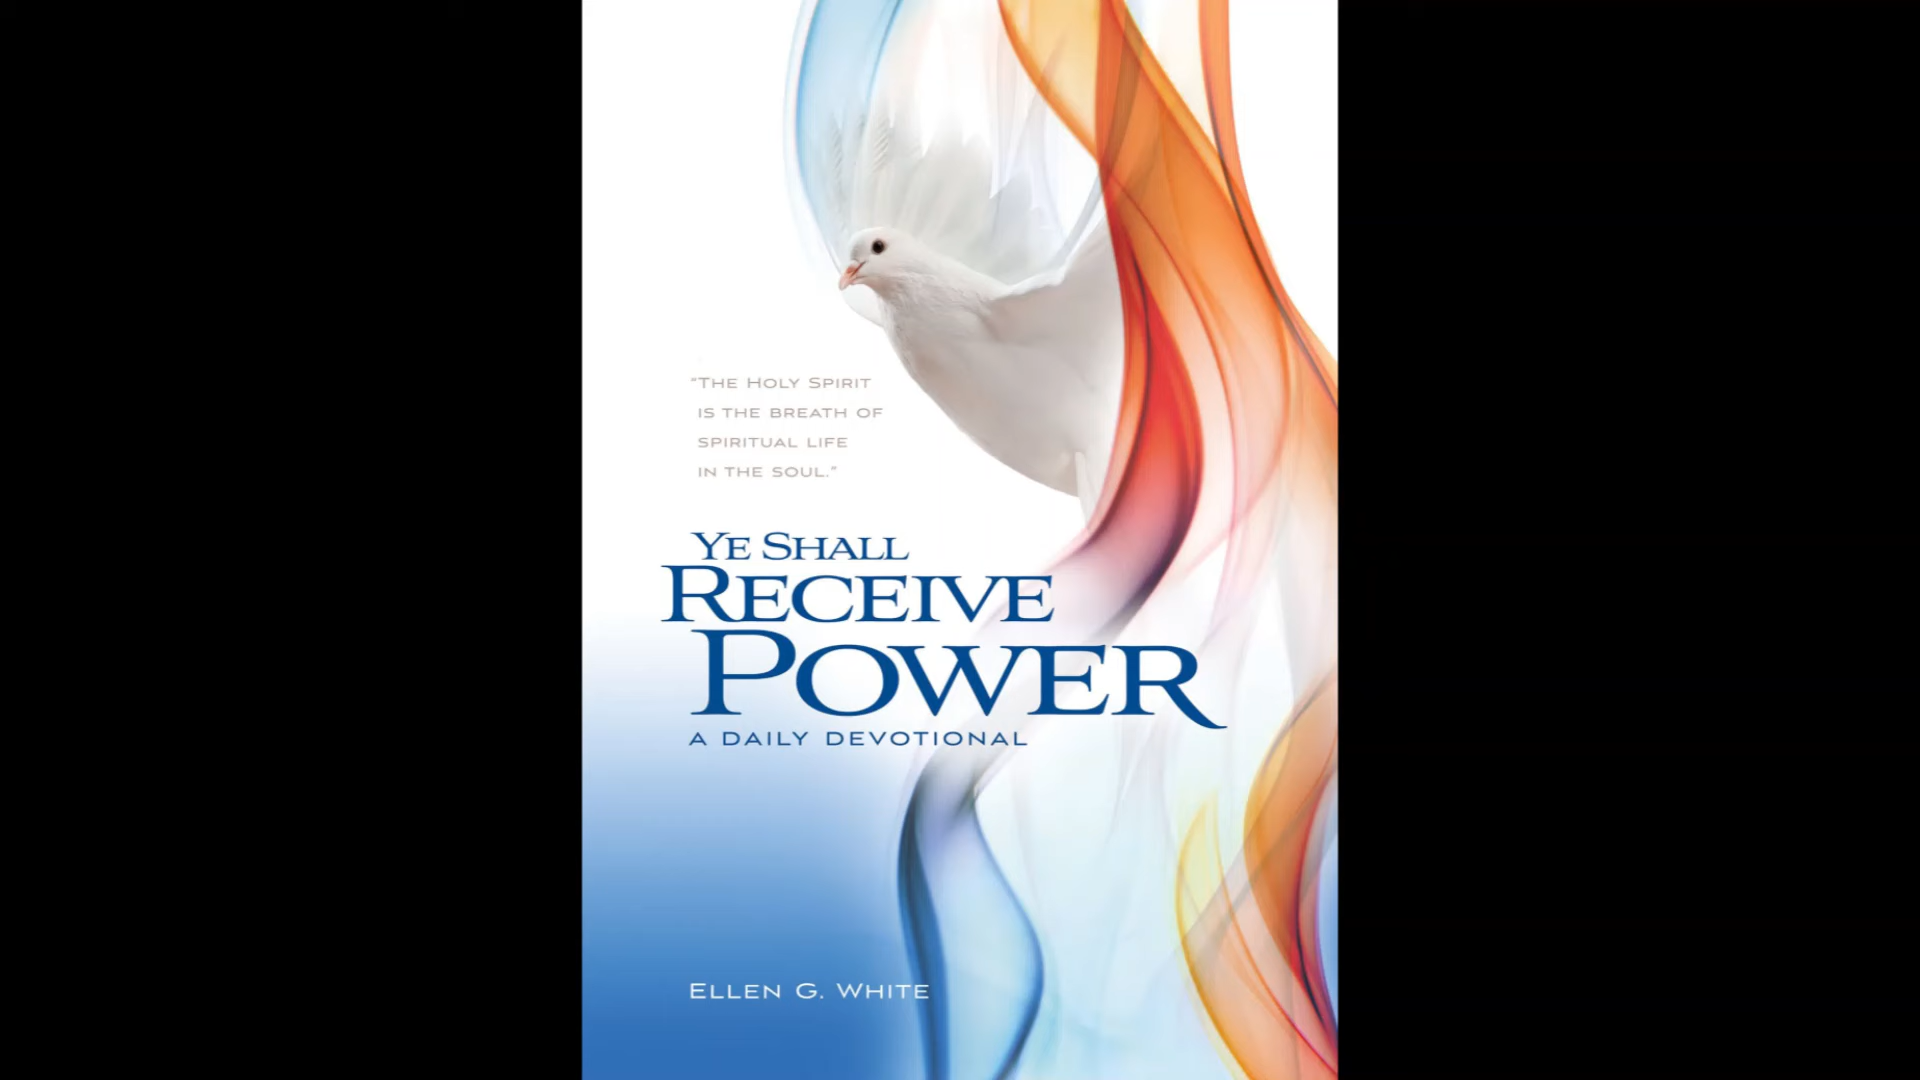 “The Holy Spirit
is the breath of
spiritual life
in the soul.”
Ye Shall
Receive
Power
A Daily Devotional
Ellen G. White